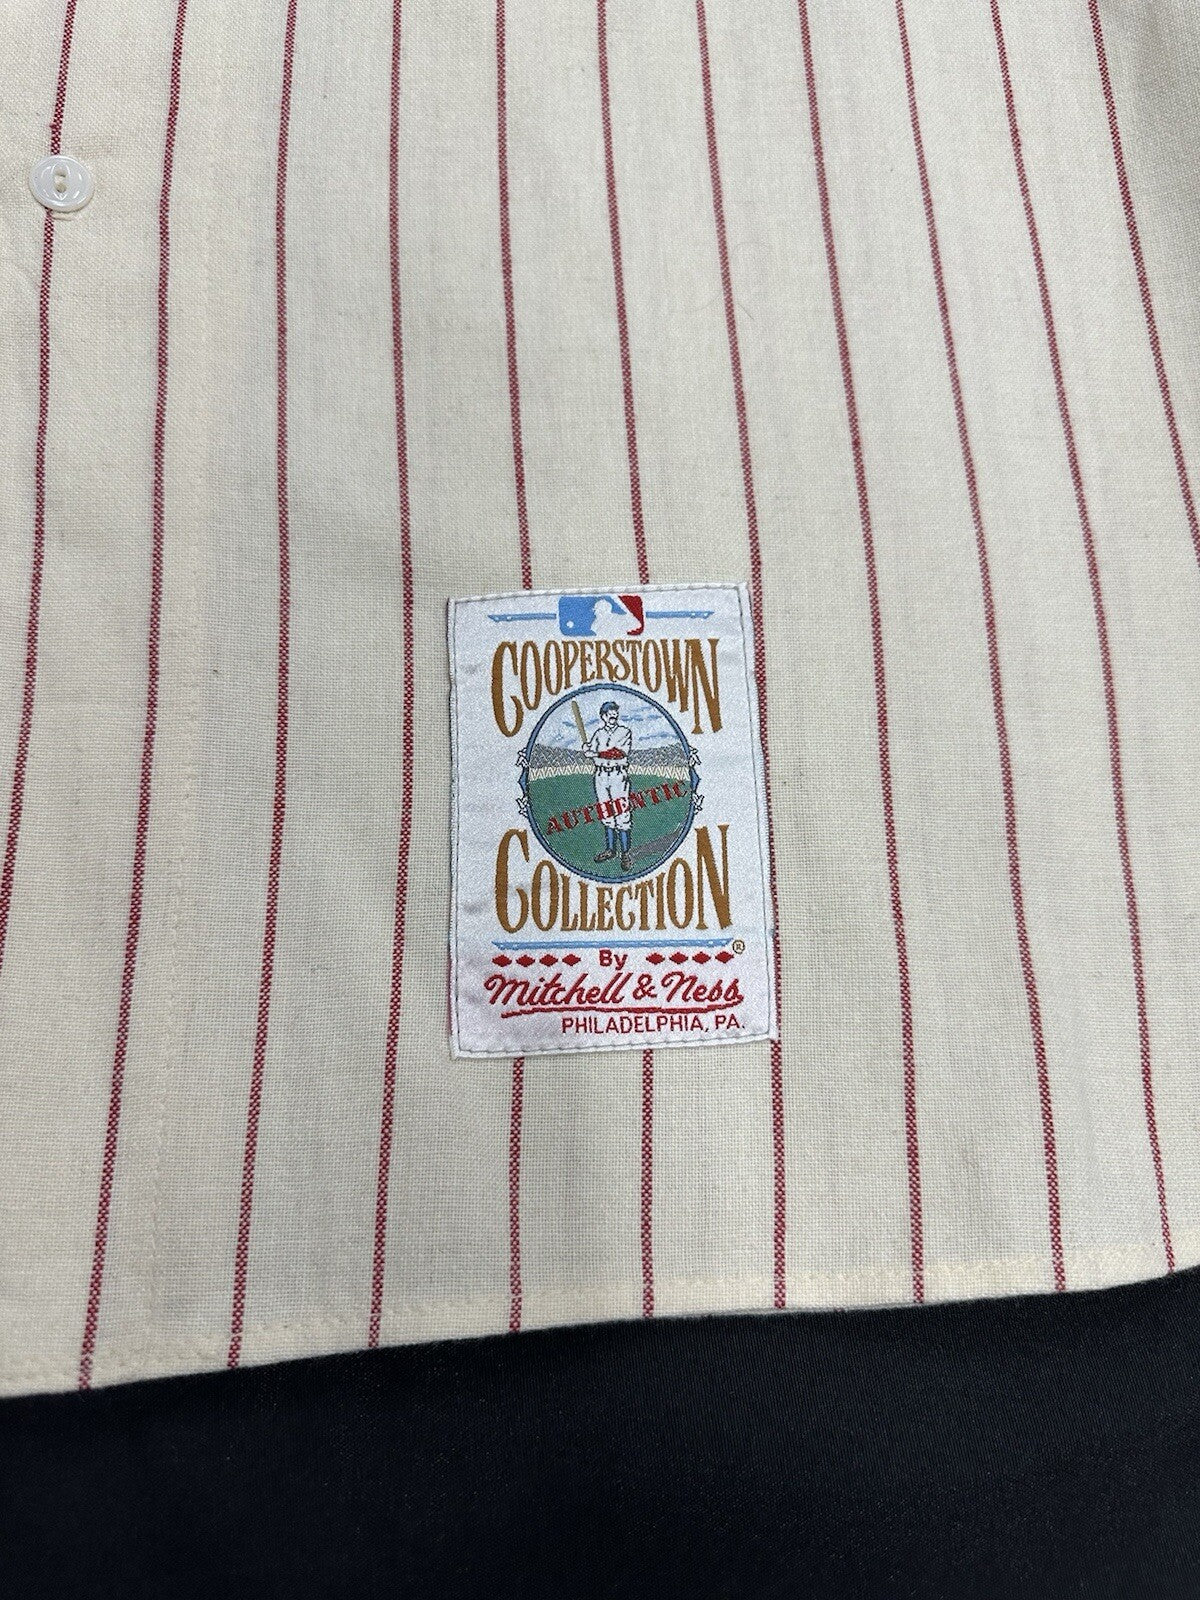 COOPERSTOWN
AUTHENTIC
COLLECTION
®
By
Mitchell & Ness
PHILADELPHIA, PA.